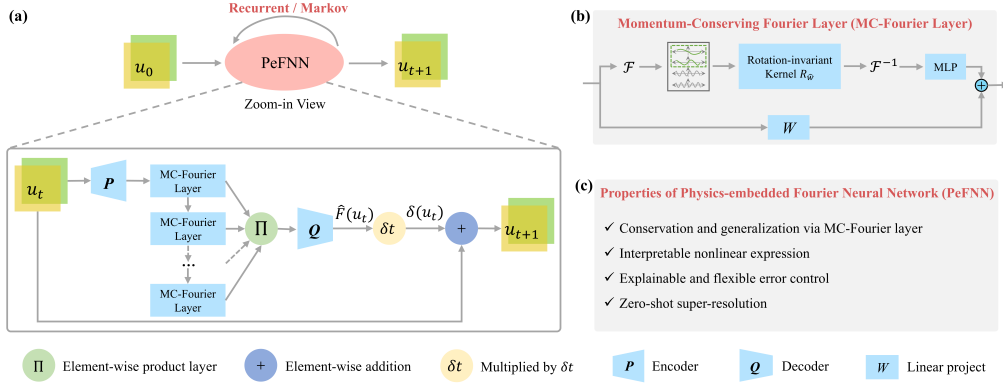 (a)
Recurrent / Markov
u_0
PeFNN
u_{t+1}
Zoom-in View
u_t
P
MC-Fourier
Layer
MC-Fourier
Layer
...
MC-Fourier
Layer
Π
Q
F̂(u_t)
δt
δ(u_t)
+
u_{t+1}
(b)
Momentum-Conserving Fourier Layer (MC-Fourier Layer)
ℱ
Rotation-invariant
Kernel R_ŵ
ℱ⁻¹
MLP
+
W
(c)
Properties of Physics-embedded Fourier Neural Network (PeFNN)
✓ Conservation and generalization via MC-Fourier layer
✓ Interpretable nonlinear expression
✓ Explainable and flexible error control
✓ Zero-shot super-resolution
Π Element-wise product layer
+ Element-wise addition
δt Multiplied by δt
P Encoder
Q Decoder
W Linear project